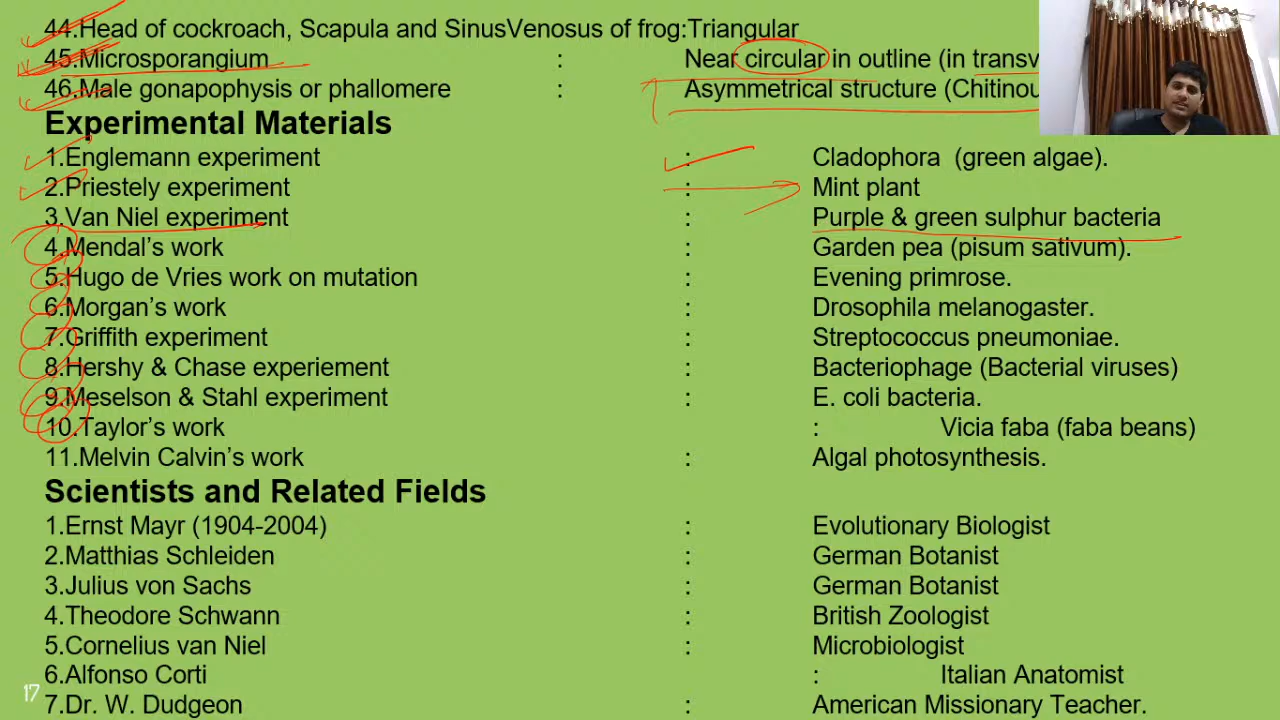 44.Head of cockroach, Scapula and SinusVenosus of frog:Triangular
45.Microsporangium : Near circular in outline (in transv
46.Male gonapophysis or phallomere : Asymmetrical structure (Chitinou
Experimental Materials
1.Englemann experiment : Cladophora (green algae).
2.Priestely experiment : Mint plant
3.Van Niel experiment : Purple & green sulphur bacteria
4.Mendal's work : Garden pea (pisum sativum).
5.Hugo de Vries work on mutation : Evening primrose.
6.Morgan's work : Drosophila melanogaster.
7.Griffith experiment : Streptococcus pneumoniae.
8.Hershy & Chase experiement : Bacteriophage (Bacterial viruses)
9.Meselson & Stahl experiment : E. coli bacteria.
10.Taylor's work : Vicia faba (faba beans)
11.Melvin Calvin's work : Algal photosynthesis.
Scientists and Related Fields
1.Ernst Mayr (1904-2004) : Evolutionary Biologist
2.Matthias Schleiden : German Botanist
3.Julius von Sachs : German Botanist
4.Theodore Schwann : British Zoologist
5.Cornelius van Niel : Microbiologist
6.Alfonso Corti : Italian Anatomist
7.Dr. W. Dudgeon : American Missionary Teacher.
17